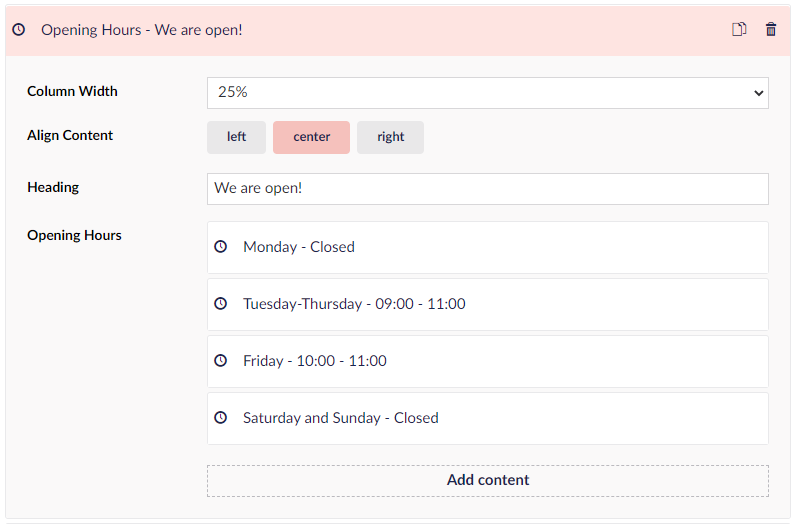 Opening Hours - We are open!
Column Width
25%
Align Content
left center right
Heading
We are open!
Opening Hours
Monday - Closed
Tuesday-Thursday - 09:00 - 11:00
Friday - 10:00 - 11:00
Saturday and Sunday - Closed
Add content